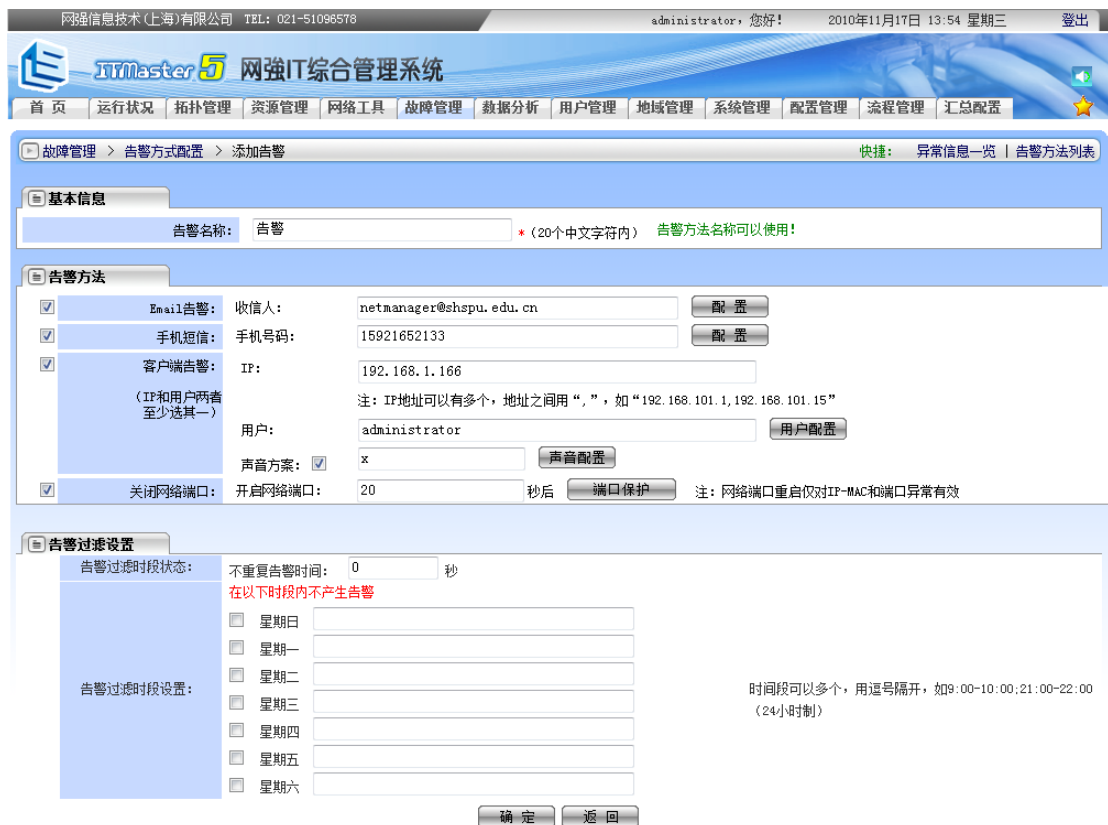 网强信息技术(上海)有限公司 TEL: 021-51096578 administrator, 您好! 2010年11月17日 13:54 星期三 登出
ITMaster 5 网強IT综合管理系统
首 页 运行状况 拓扑管理 资源管理 网络工具 故障管理 数据分析 用户管理 地域管理 系统管理 配置管理 流程管理 汇总配置
故障管理 > 告警方式配置 > 添加告警 快捷: 异常信息一览 | 告警方法列表
基本信息
告警名称: 告警 * (20个中文字符内) 告警方法名称可以使用!
告警方法
Email告警: 收信人: netmanager@shspu.edu.cn 配 置
手机短信: 手机号码: 15921652133 配 置
客户端告警: IP: 192.168.1.166
(IP和用户两者至少选其一) 注: IP地址可以有多个, 地址之间用“,”, 如“192.168.101.1,192.168.101.15”
用户: administrator 用户配置
声音方案: x 声音配置
关闭网络端口: 开启网络端口: 20 秒后 端口保护 注: 网络端口重启仅对IP-MAC和端口异常有效
告警过滤设置
告警过滤时段状态: 不重复告警时间: 0 秒
在以下时段内不产生告警
星期日
星期一
星期二
告警过滤时段设置: 时间段可以多个, 用逗号隔开, 如9:00-10:00;21:00-22:00
星期三
(24小时制)
星期四
星期五
星期六
确 定 返 回